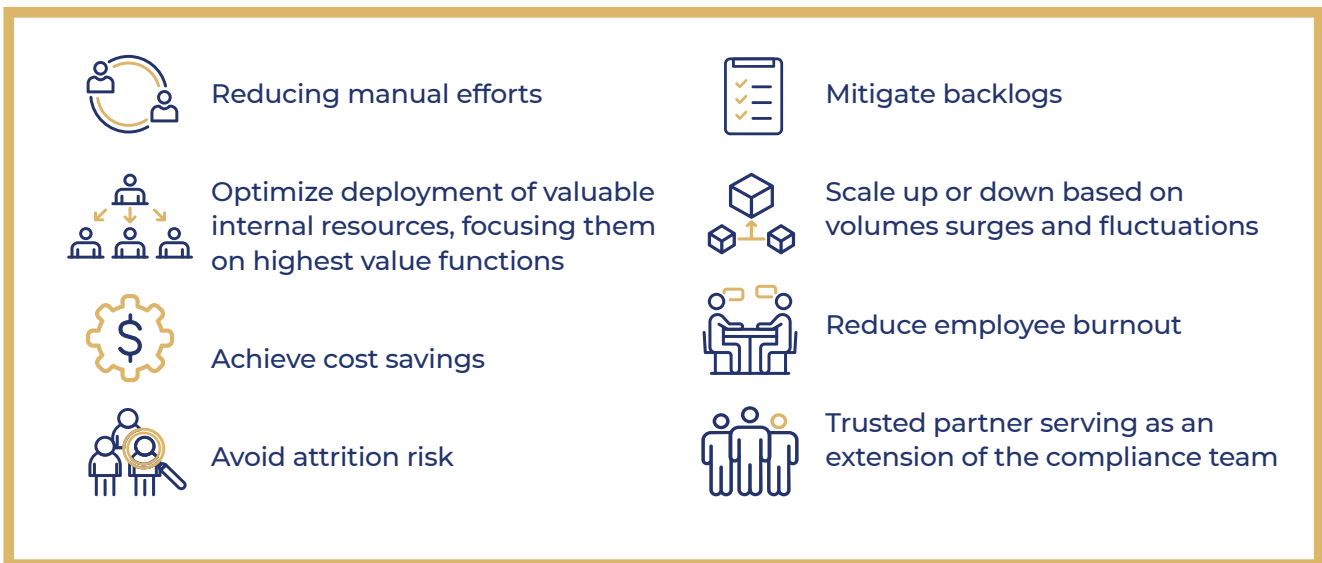 Reducing manual efforts
Optimize deployment of valuable
internal resources, focusing them
on highest value functions
$
Achieve cost savings
Avoid attrition risk
Mitigate backlogs
Scale up or down based on
volumes surges and fluctuations
Reduce employee burnout
Trusted partner serving as an
extension of the compliance team